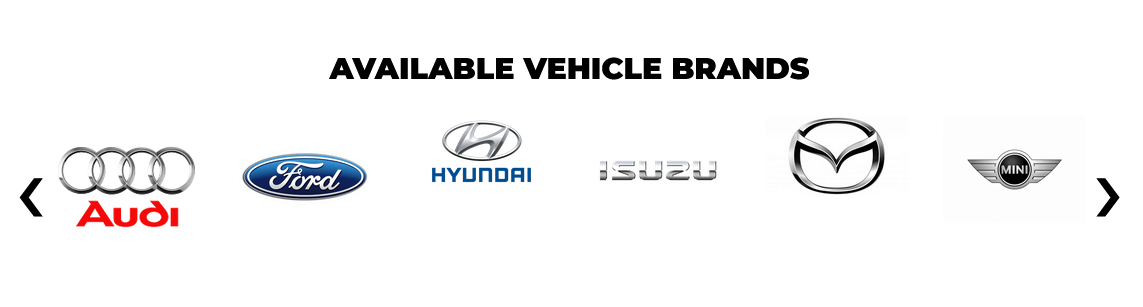 AVAILABLE VEHICLE BRANDS
Audi
Ford
HYUNDAI
ISUZU
MINI